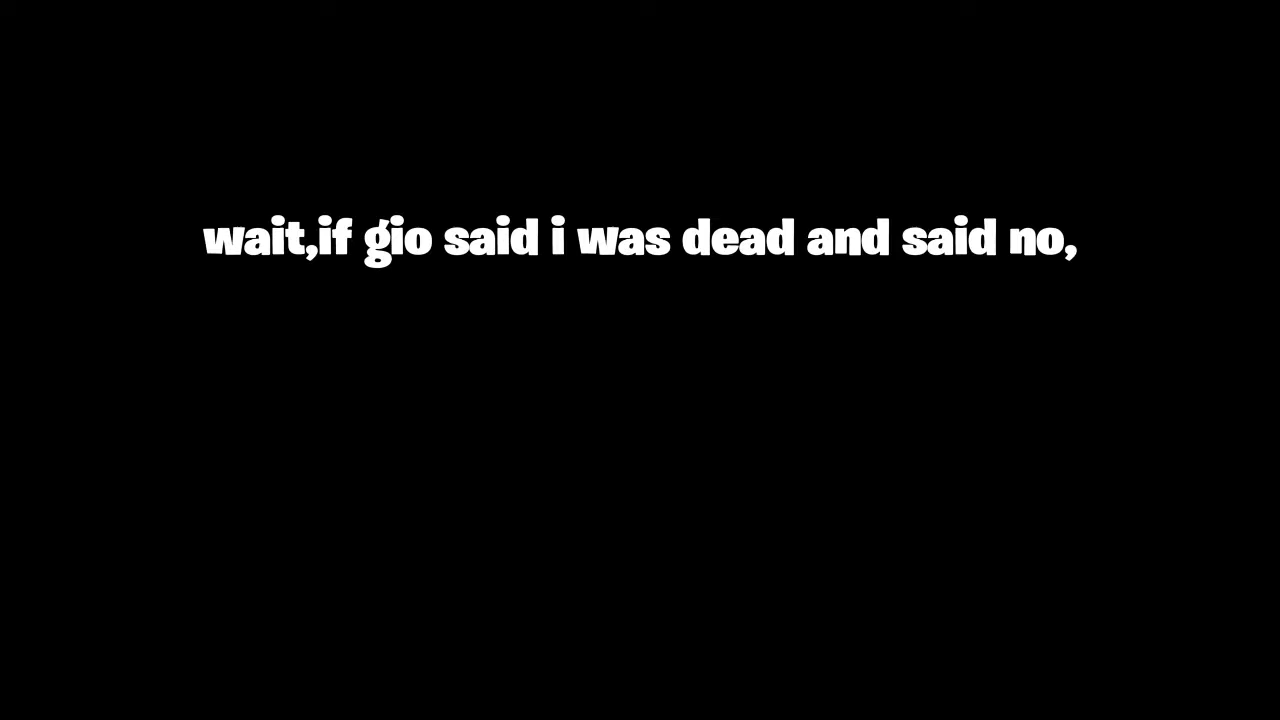 wait,if gio said i was dead and said no,